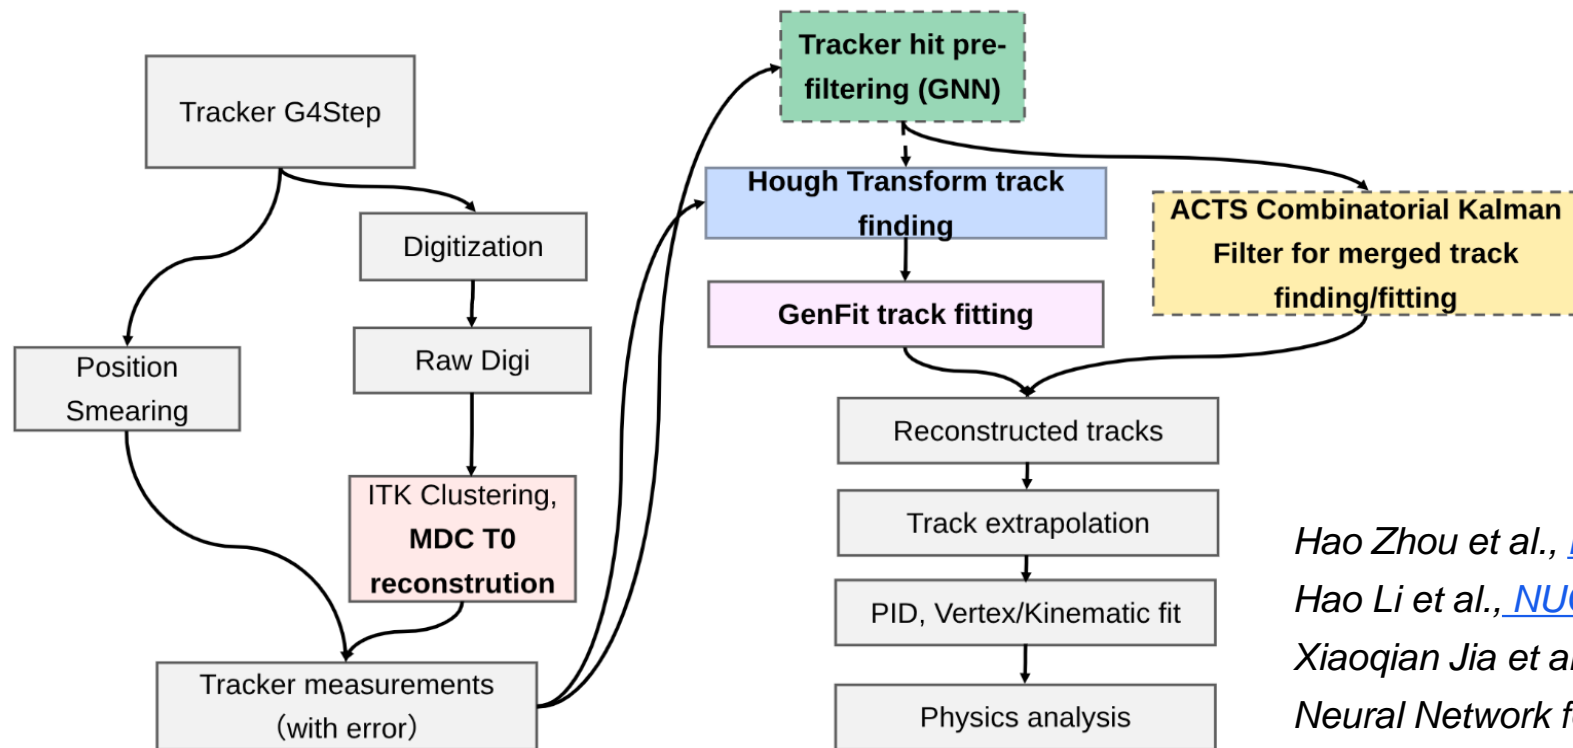 Tracker G4Step
Digitization
Raw Digi
Position
Smearing
ITK Clustering,
MDC T0
reconstrution
Tracker measurements
（with error）
Tracker hit pre-
filtering (GNN)
Hough Transform track
finding
GenFit track fitting
ACTS Combinatorial Kalman
Filter for merged track
finding/fitting
Reconstructed tracks
Track extrapolation
PID, Vertex/Kinematic fit
Physics analysis
Hao Zhou et al.,
Hao Li et al.,
Xiaoqian Jia et
Neural Network